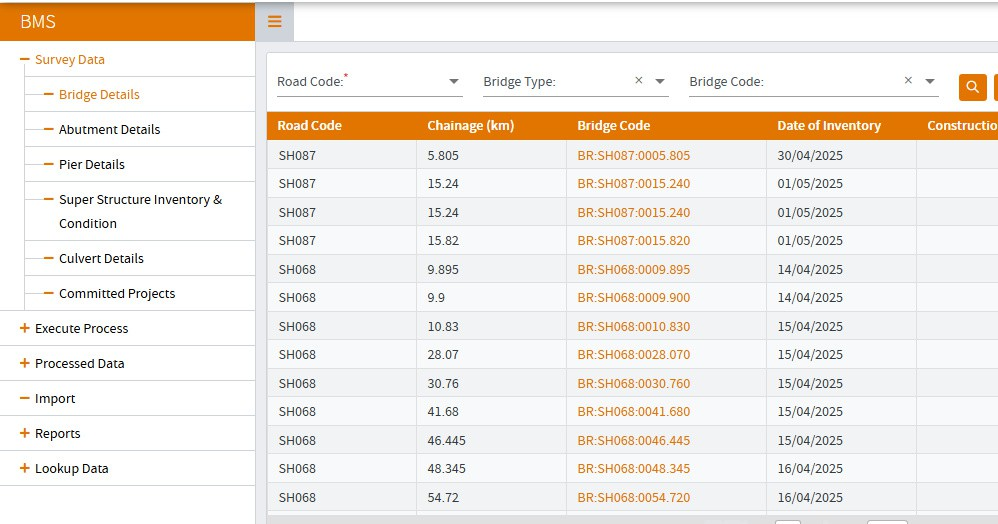 BMS
Survey Data
Bridge Details
Abutment Details
Pier Details
Super Structure Inventory &
Condition
Culvert Details
Committed Projects
Execute Process
Processed Data
Import
Reports
Lookup Data
Road Code:* Bridge Type: Bridge Code:
Road Code Chainage (km) Bridge Code Date of Inventory
SH087 5.805 BR:SH087:0005.805 30/04/2025
SH087 15.24 BR:SH087:0015.240 01/05/2025
SH087 15.24 BR:SH087:0015.240 01/05/2025
SH087 15.82 BR:SH087:0015.820 01/05/2025
SH068 9.895 BR:SH068:0009.895 14/04/2025
SH068 9.9 BR:SH068:0009.900 14/04/2025
SH068 10.83 BR:SH068:0010.830 15/04/2025
SH068 28.07 BR:SH068:0028.070 15/04/2025
SH068 30.76 BR:SH068:0030.760 15/04/2025
SH068 41.68 BR:SH068:0041.680 15/04/2025
SH068 46.445 BR:SH068:0046.445 15/04/2025
SH068 48.345 BR:SH068:0048.345 16/04/2025
SH068 54.72 BR:SH068:0054.720 16/04/2025